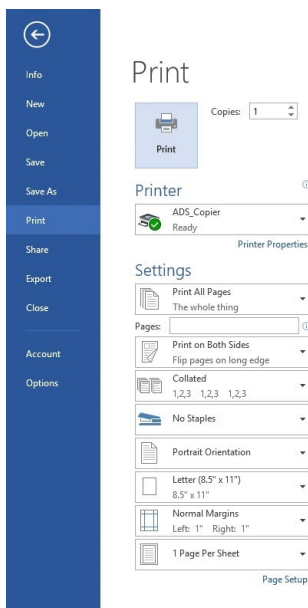 Info
New
Open
Save
Save As
Print
Share
Export
Close
Account
Options
Print
Copies: 1
Print
Printer
ADS_Copier
Ready
Printer Properties
Settings
Print All Pages
The whole thing
Pages:
Print on Both Sides
Flip pages on long edge
Collated
1,2,3 1,2,3 1,2,3
No Staples
Portrait Orientation
Letter (8.5" x 11")
8.5" x 11"
Normal Margins
Left: 1" Right: 1"
1 Page Per Sheet
Page Setup